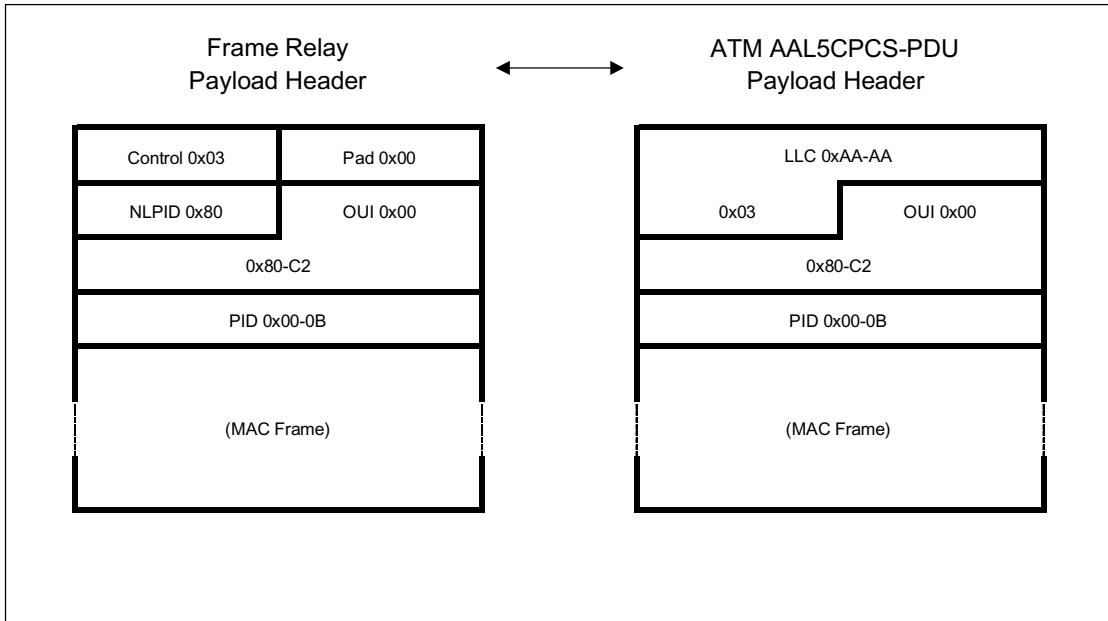 Frame Relay
Payload Header
ATM AAL5CPCS-PDU
Payload Header
Control 0x03
Pad 0x00
NLPID 0x80
OUI 0x00
0x80-C2
PID 0x00-0B
(MAC Frame)
LLC 0xAA-AA
0x03
OUI 0x00
0x80-C2
PID 0x00-0B
(MAC Frame)